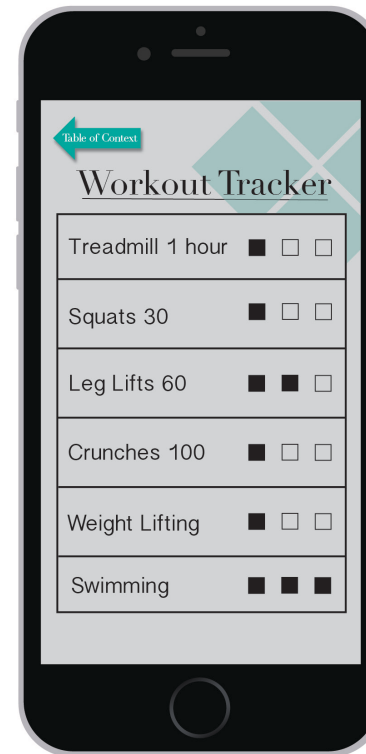 Table of Context
Workout Tracker
Treadmill 1 hour
Squats 30
Leg Lifts 60
Crunches 100
Weight Lifting
Swimming